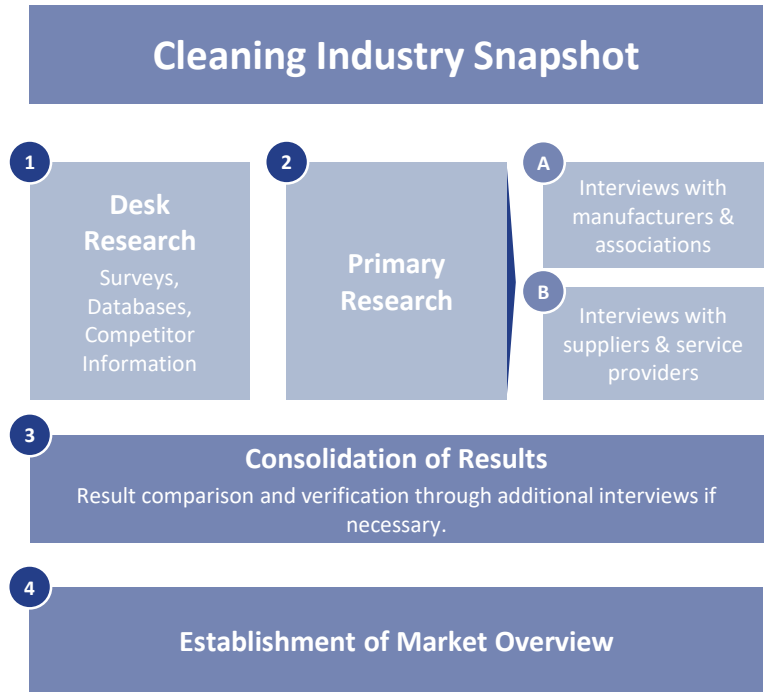 Cleaning Industry Snapshot
1
Desk
Research
Surveys,
Databases,
Competitor
Information
2
Primary
Research
A
Interviews with
manufacturers &
associations
B
Interviews with
suppliers & service
providers
3
Consolidation of Results
Result comparison and verification through additional interviews if
necessary.
4
Establishment of Market Overview